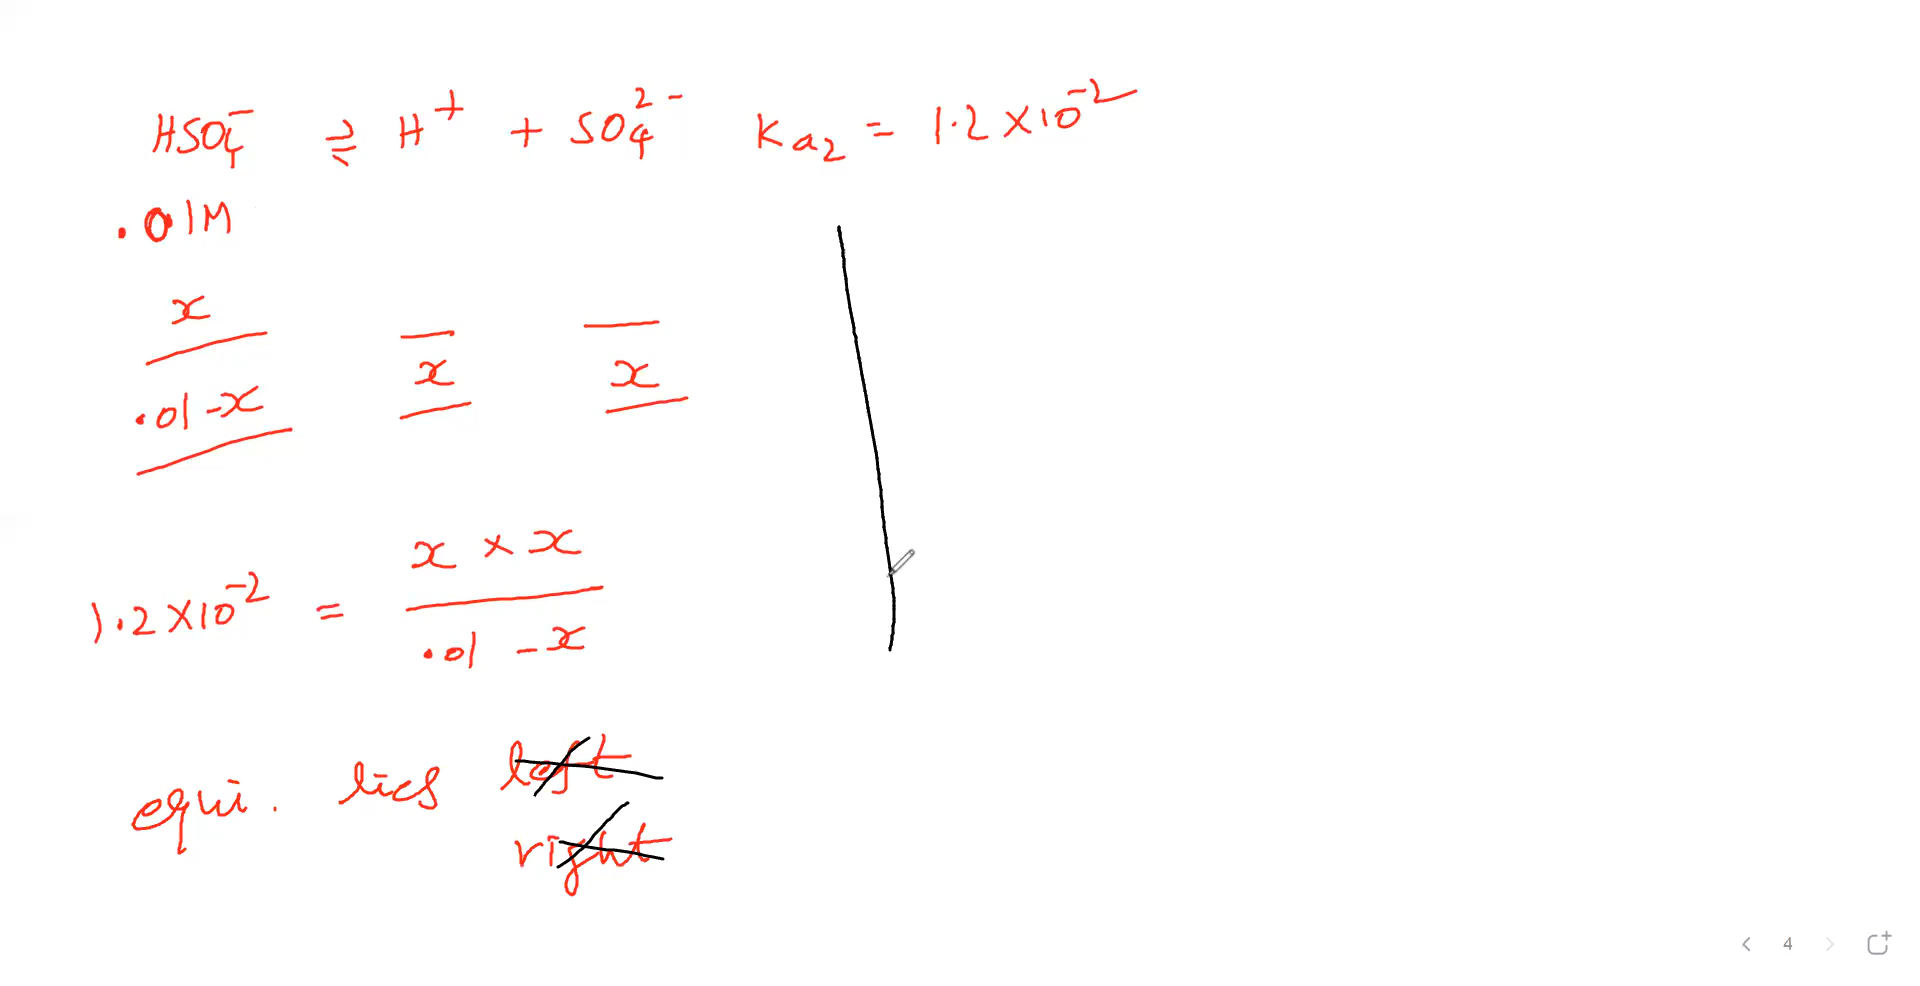 HSO₄⁻ ⇌ H⁺ + SO₄²⁻ Ka₂ = 1.2 × 10⁻²
.01M
x
.01-x x x
1.2 × 10⁻² = x × x / .01 - x
equi. lies left
right
4